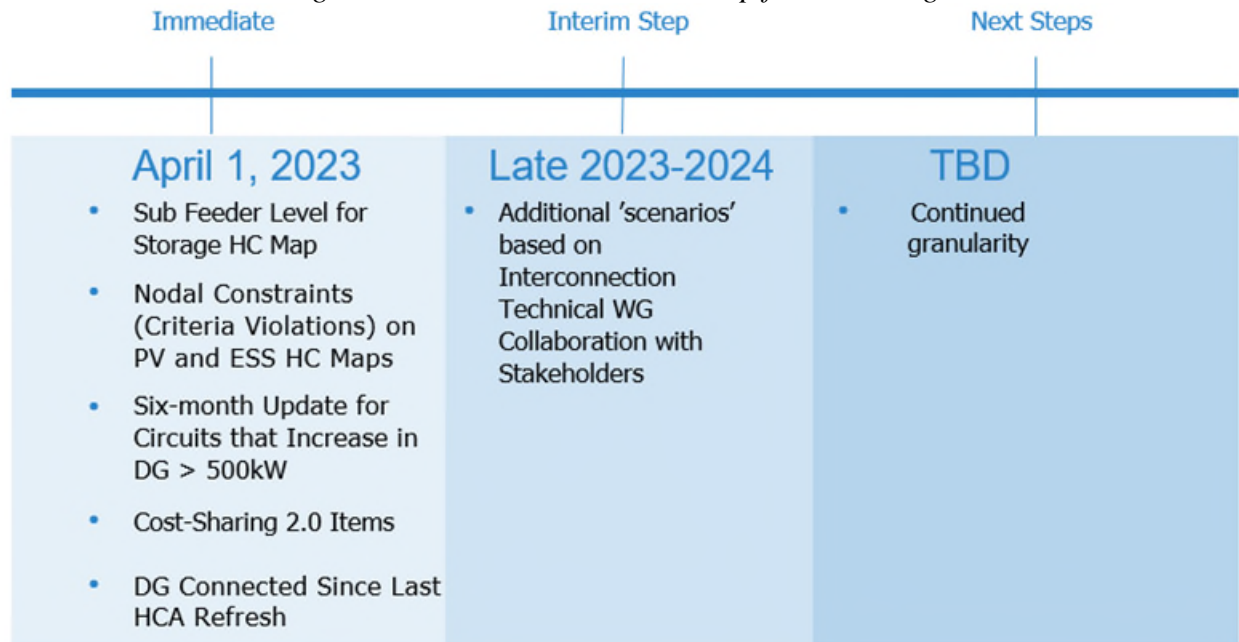 Immediate
Interim Step
Next Steps
April 1, 2023
• Sub Feeder Level for
Storage HC Map
• Nodal Constraints
(Criteria Violations) on
PV and ESS HC Maps
• Six-month Update for
Circuits that Increase in
DG > 500kW
• Cost-Sharing 2.0 Items
• DG Connected Since Last
HCA Refresh
Late 2023-2024
• Additional 'scenarios'
based on
Interconnection
Technical WG
Collaboration with
Stakeholders
TBD
• Continued
granularity